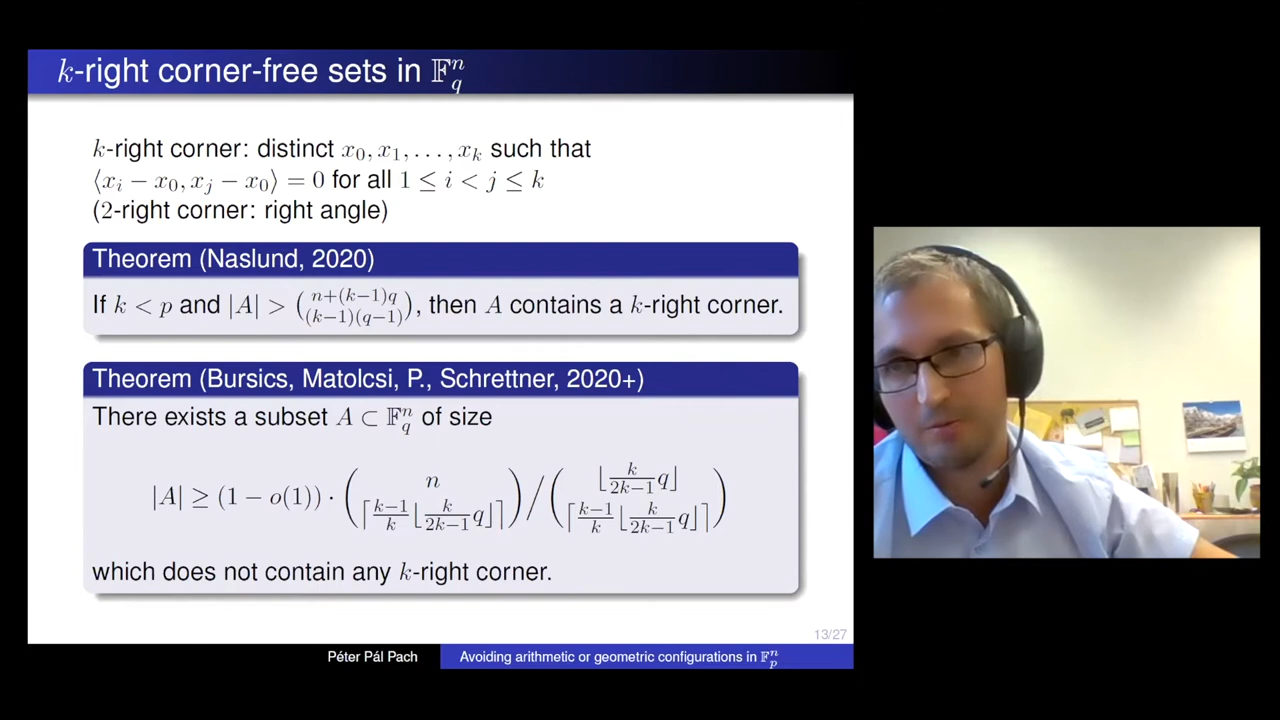 k-right corner-free sets in 𝔽_q^n
k-right corner: distinct x_0, x_1, …, x_k such that
⟨x_i − x_0, x_j − x_0⟩ = 0 for all 1 ≤ i < j ≤ k
(2-right corner: right angle)
Theorem (Naslund, 2020)
If k < p and |A| > \binom{n+(k−1)q}{(k−1)(q−1)}, then A contains a k-right corner.
Theorem (Bursics, Matolcsi, P., Schrettner, 2020+)
There exists a subset A ⊂ 𝔽_q^n of size
|A| ≥ (1 − o(1)) · \binom{n}{⌈\frac{k−1}{k}⌊\frac{k}{2k−1}q⌋⌉} / \binom{⌊\frac{k}{2k−1}q⌋}{⌈\frac{k−1}{k}⌊\frac{k}{2k−1}q⌋⌉}
which does not contain any k-right corner.
13/27
Péter Pál Pach Avoiding arithmetic or geometric configurations in 𝔽_p^n